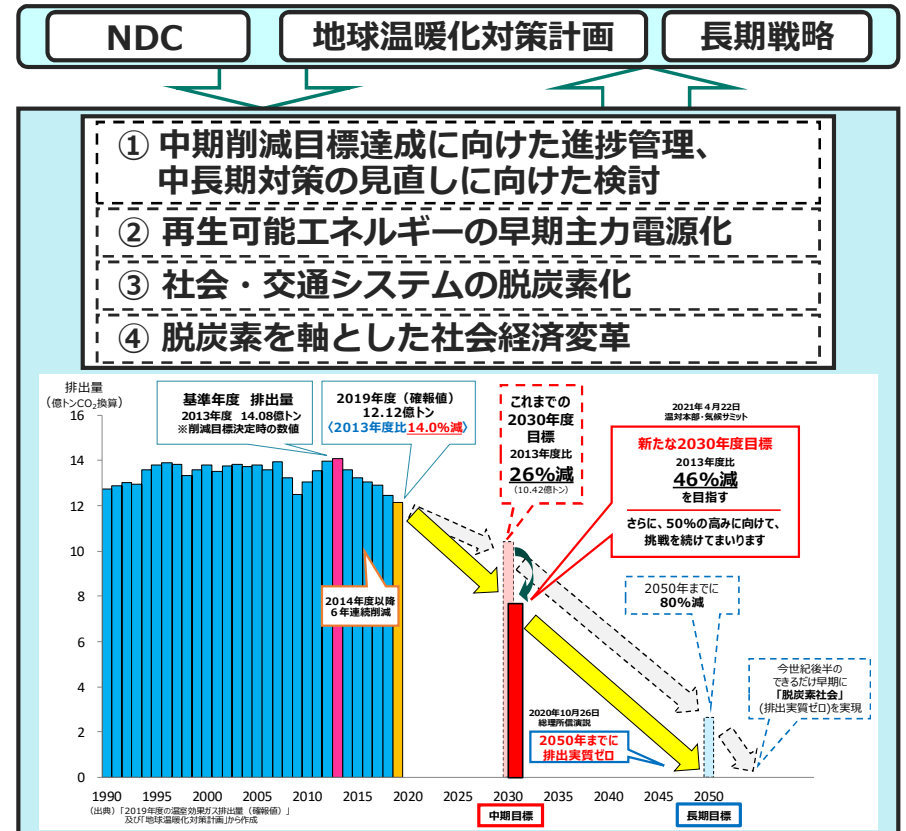 NDC
地球温暖化対策計画
長期戦略
① 中期削減目標達成に向けた進捗管理、
中長期対策の見直しに向けた検討
② 再生可能エネルギーの早期主力電源化
③ 社会・交通システムの脱炭素化
④ 脱炭素を軸とした社会経済変革
排出量
（億トンCO₂換算）
16
14
12
10
8
6
4
2
0
基準年度 排出量
2013年度 14.08億トン
※削減目標決定時の数値
2019年度（確報値）
12.12億トン
〈2013年度比14.0%減〉
2014年度以降
６年連続削減
これまでの
2030年度
目標
2013年度比
26%減
（10.42億トン）
2021年４月22日
温対本部・気候サミット
新たな2030年度目標
2013年度比
46%減
を目指す
さらに、50％の高みに向けて、
挑戦を続けてまいります
2050年までに
80%減
今世紀後半の
できるだけ早期に
「脱炭素社会」
(排出実質ゼロ)を実現
2020年10月26日
総理所信演説
2050年までに
排出実質ゼロ
1990 1995 2000 2005 2010 2015 2020 2025 2030 2035 2040 2045 2050
（出典）「2019年度の温室効果ガス排出量（確報値）」
及び「地球温暖化対策計画」から作成
中期目標
長期目標